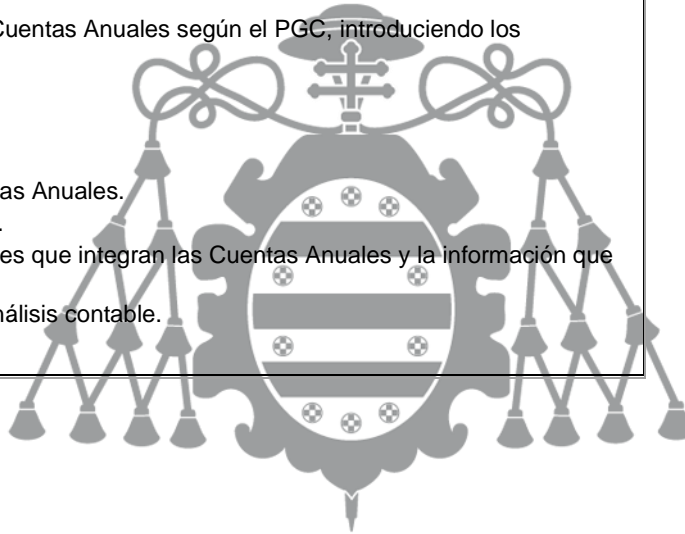 Cuentas Anuales según el PGC, introduciendo los
as Anuales.
.
es que integran las Cuentas Anuales y la información que
nálisis contable.